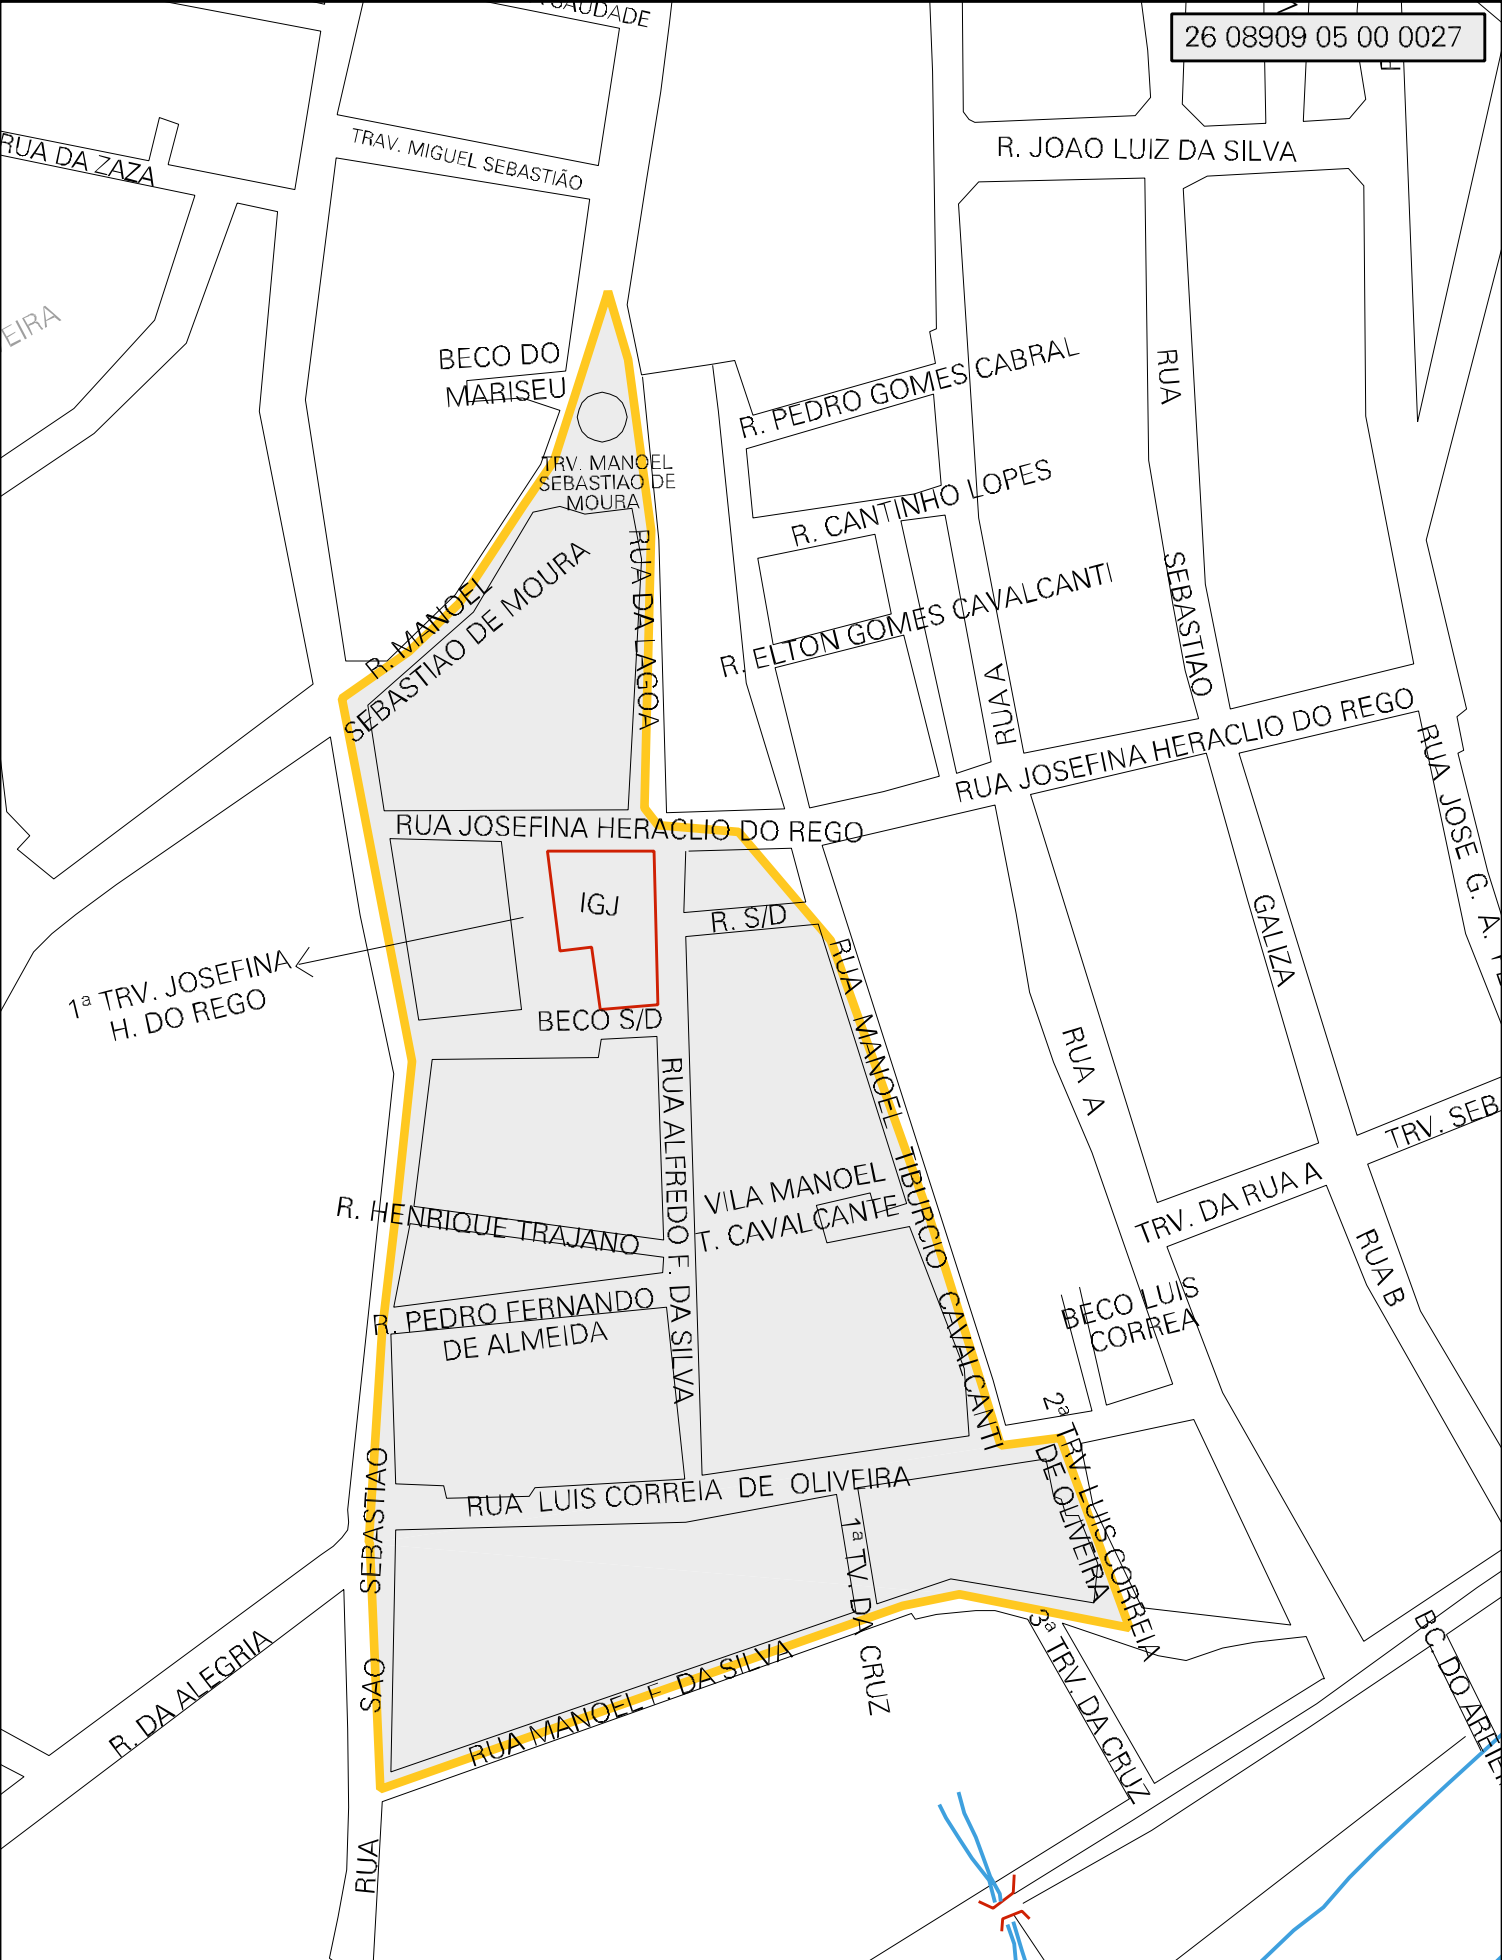 CAUDADE
26 08909 05 00 0027
RUA DA ZAZA
TRAV. MIGUEL SEBASTIÃO
R. JOAO LUIZ DA SILVA
EIRA
BECO DO
MARISEU
R. PEDRO GOMES CABRAL
RUA SEBASTIAO GALIZA
TRV. MANOEL
SEBASTIAO DE
MOURA
R. CANTINHO LOPES
R. MANOEL
SEBASTIAO DE MOURA
RUA DA LAGOA
R. ELTON GOMES CAVALCANTI
RUA A
RUA JOSEFINA HERACLIO DO REGO
RUA JOSE G. A.
RUA JOSEFINA HERACLIO DO REGO
IGJ
R. S/D
1ª TRV. JOSEFINA
H. DO REGO
BECO S/D
RUA MANOEL TIBURCIO CAVALCANTI
RUA A
RUA ALFREDO F. DA SILVA
TRV. SEB
VILA MANOEL
T. CAVALCANTE
TRV. DA RUA A
R. HENRIQUE TRAJANO
RUA B
R. PEDRO FERNANDO
DE ALMEIDA
BECO LUIS
CORREA
2ª TRV. LUIS CORREIA
DE OLIVEIRA
RUA LUIS CORREIA DE OLIVEIRA
RUA SAO SEBASTIAO
1ª TV. DA CRUZ
R. DA ALEGRIA
RUA MANOEL F. DA SILVA
3ª TRV. DA CRUZ
BC. DO ARRIE